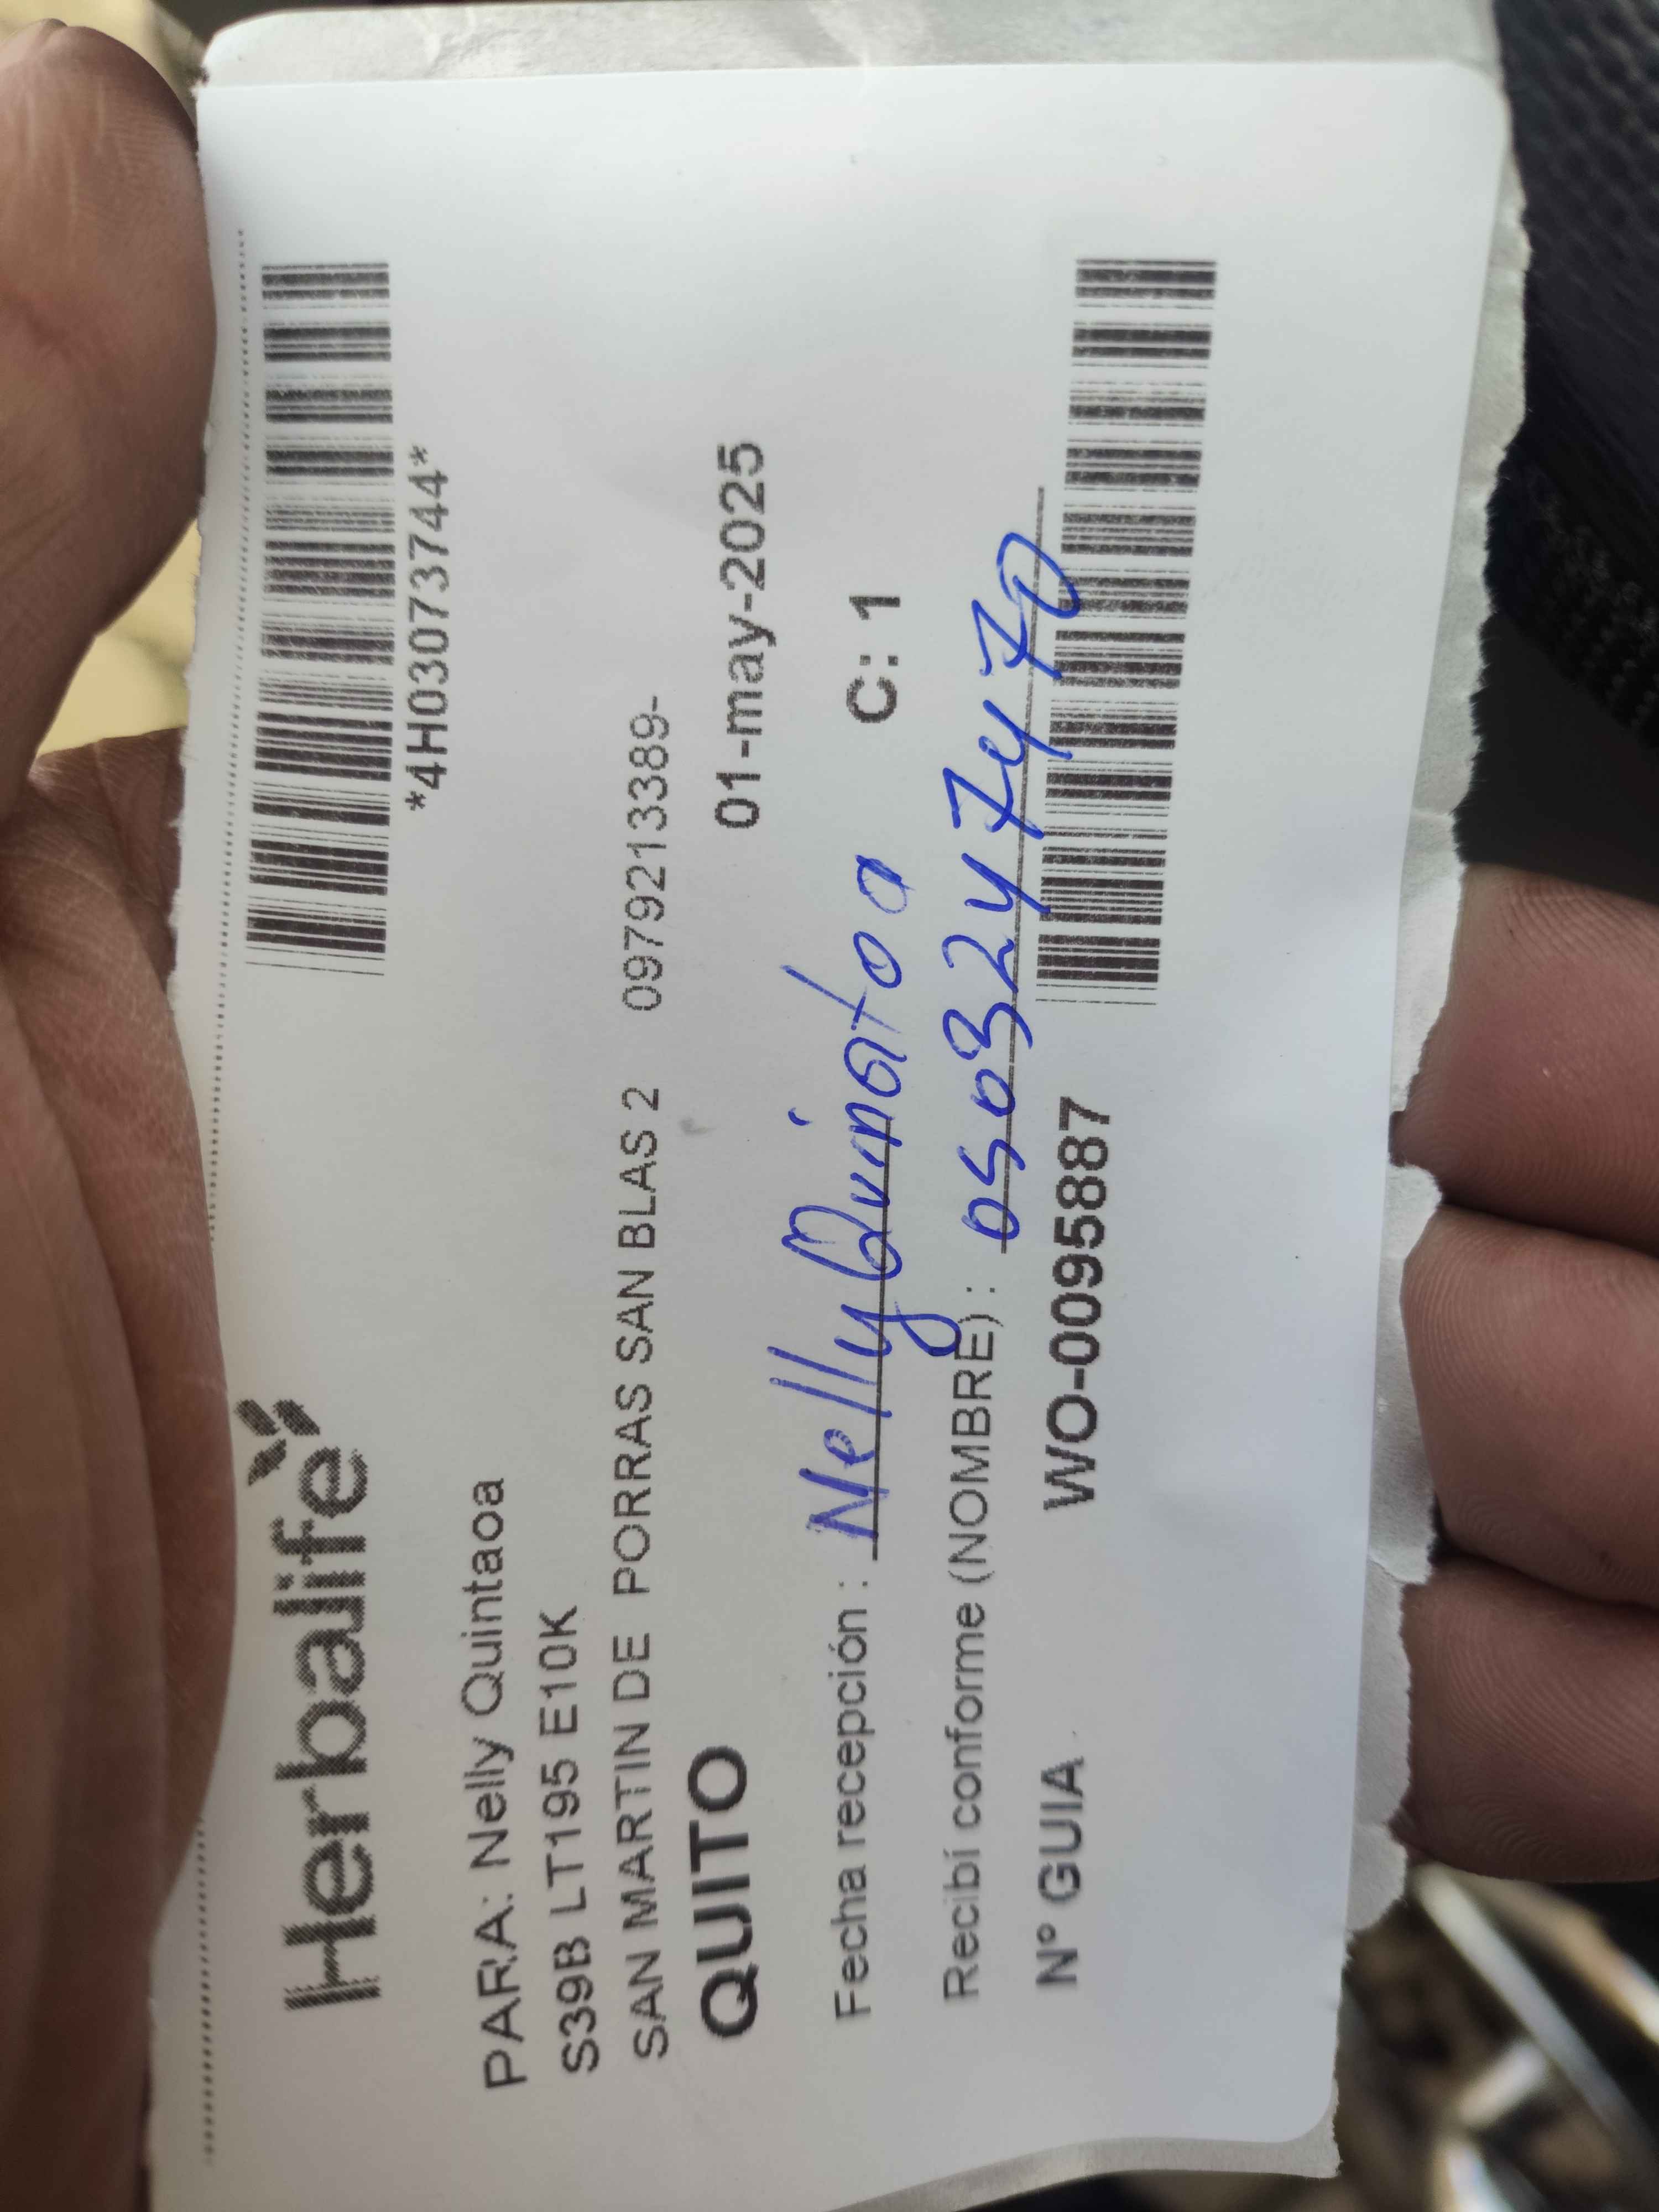 Herbalife
*4H03073744*
PARA: Nelly Quintaoa
S39B LT195 E10K
SAN MARTIN DE PORRAS SAN BLAS 2 0979213389-
QUITO 01-may-2025
Fecha recepción : Nelly Quinatoa C: 1
Recibí conforme (NOMBRE) : 0503247470
N° GUIA WO-0095887